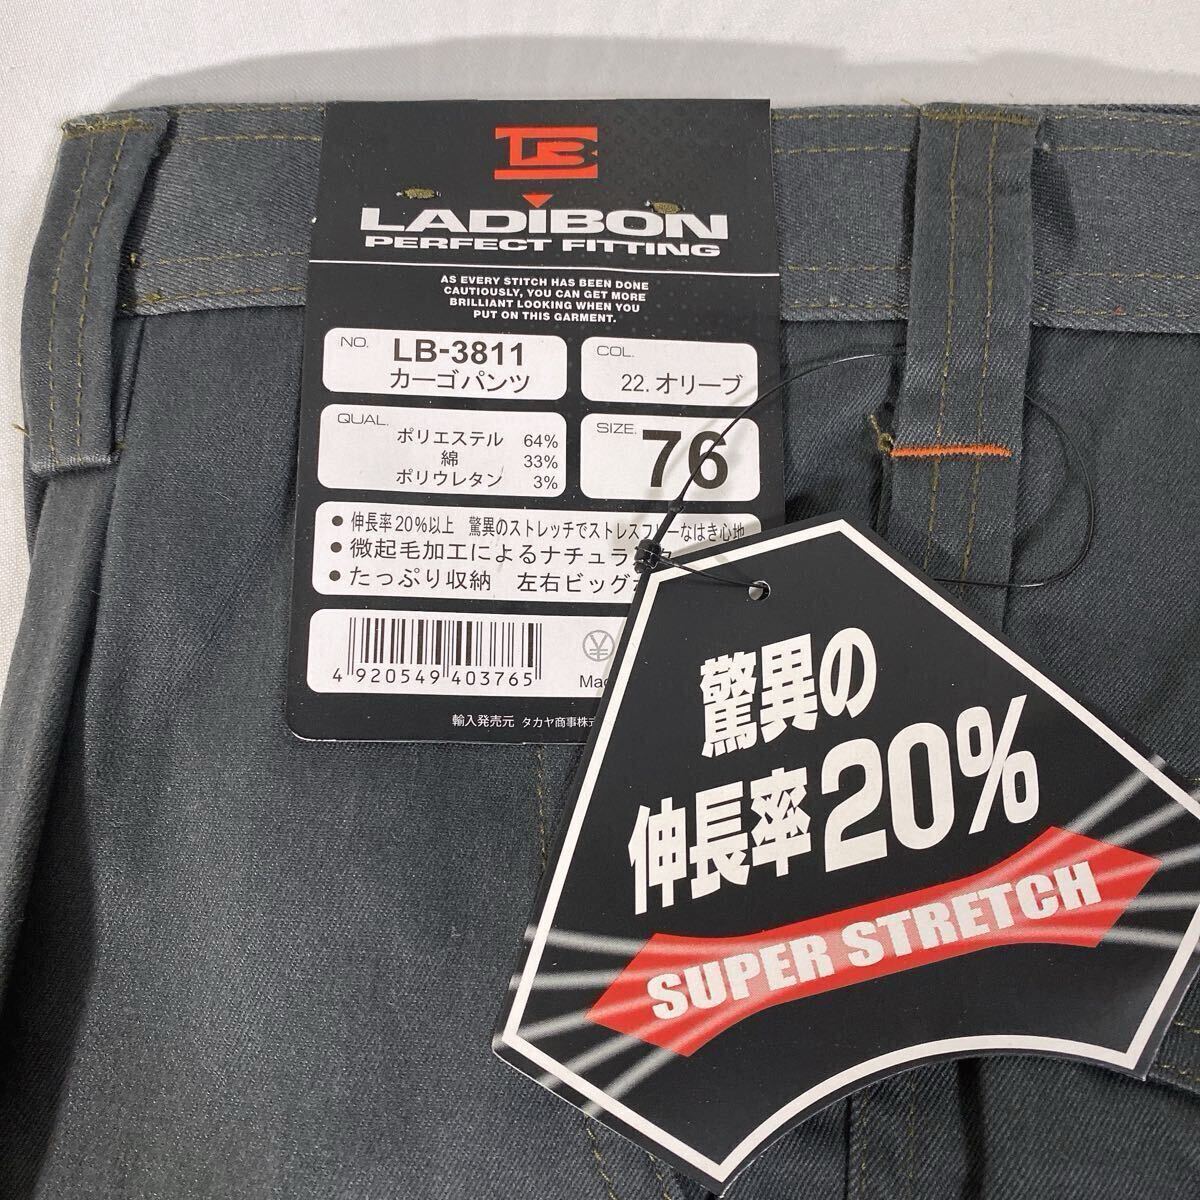 LB
LADIBON
PERFECT FITTING
AS EVERY STITCH HAS BEEN DONE
CAUTIOUSLY, YOU CAN GET MORE
BRILLIANT LOOKING WHEN YOU
PUT ON THIS GARMENT.
NO. LB-3811
カーゴパンツ
COL.
22.オリーブ
QUAL.
ポリエステル 64%
綿 33%
ポリウレタン 3%
SIZE. 76
● 伸長率20%以上 驚異のストレッチでストレスフリーなはき心地
● 微起毛加工によるナチュラ
● たっぷり収納 左右ビッグ
4 920549 403765
輸入発売元 タカヤ商事株式
驚異の
伸長率20%
SUPER STRETCH